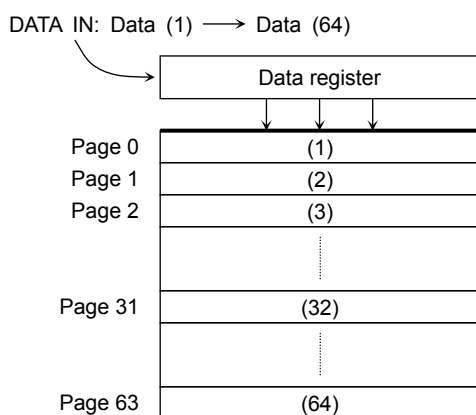 DATA IN: Data (1) → Data (64)
Data register
Page 0 (1)
Page 1 (2)
Page 2 (3)
Page 31 (32)
Page 63 (64)